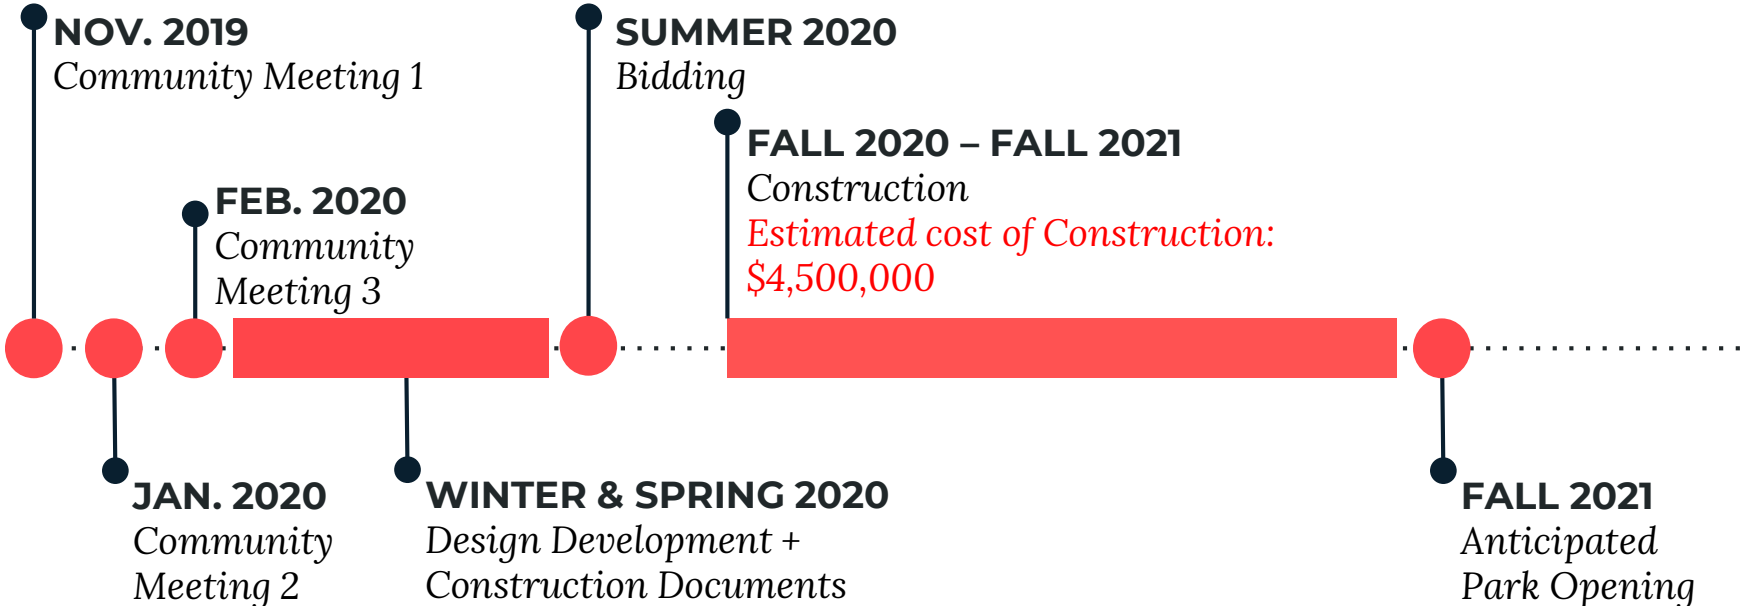 NOV. 2019
Community Meeting 1
SUMMER 2020
Bidding
FALL 2020 – FALL 2021
Construction
Estimated cost of Construction:
$4,500,000
FEB. 2020
Community
Meeting 3
JAN. 2020
Community
Meeting 2
WINTER & SPRING 2020
Design Development +
Construction Documents
FALL 2021
Anticipated
Park Opening